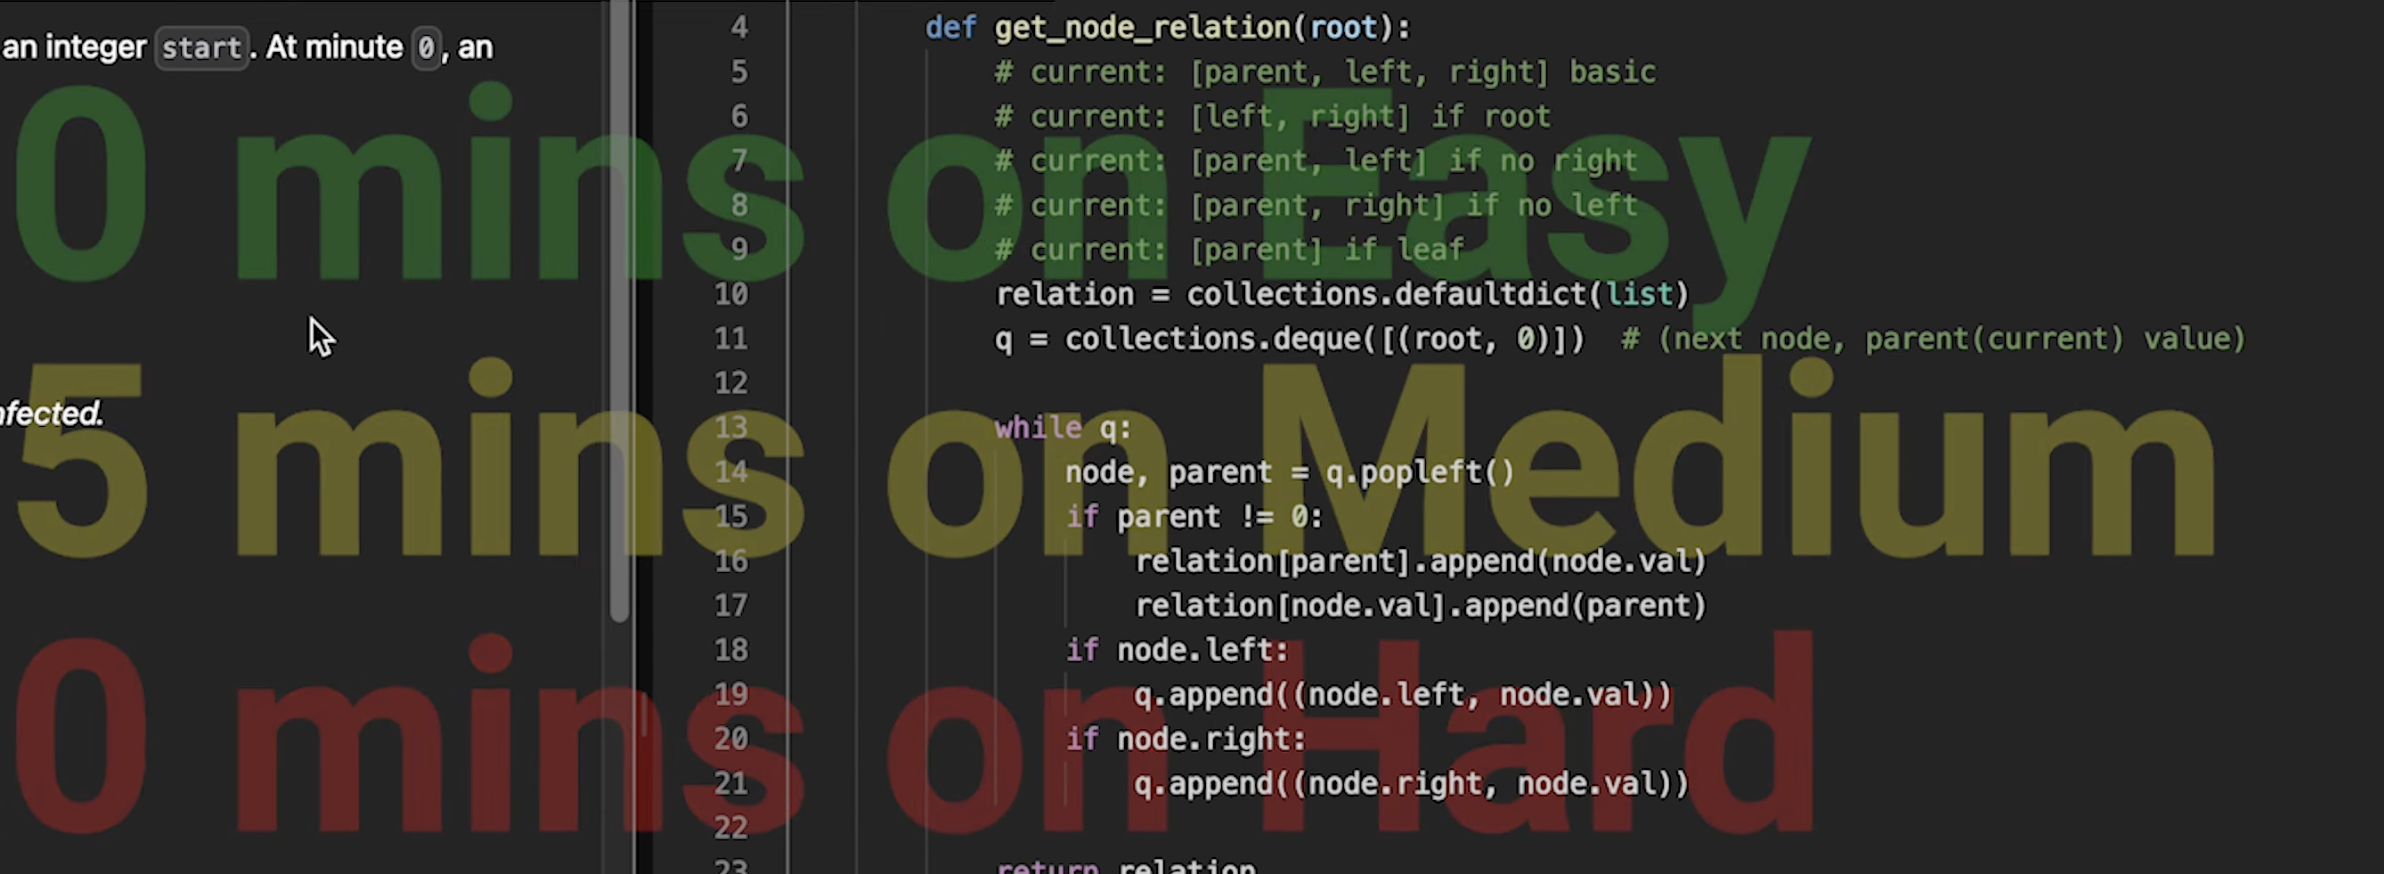 an integer start. At minute 0, an
nfected.
0 mins on Easy
5 mins on Medium
0 mins on Hard
4 def get_node_relation(root):
5 # current: [parent, left, right] basic
6 # current: [left, right] if root
7 # current: [parent, left] if no right
8 # current: [parent, right] if no left
9 # current: [parent] if leaf
10 relation = collections.defaultdict(list)
11 q = collections.deque([(root, 0)]) # (next node, parent(current) value)
12
13 while q:
14 node, parent = q.popleft()
15 if parent != 0:
16 relation[parent].append(node.val)
17 relation[node.val].append(parent)
18 if node.left:
19 q.append((node.left, node.val))
20 if node.right:
21 q.append((node.right, node.val))
22
23 return relation